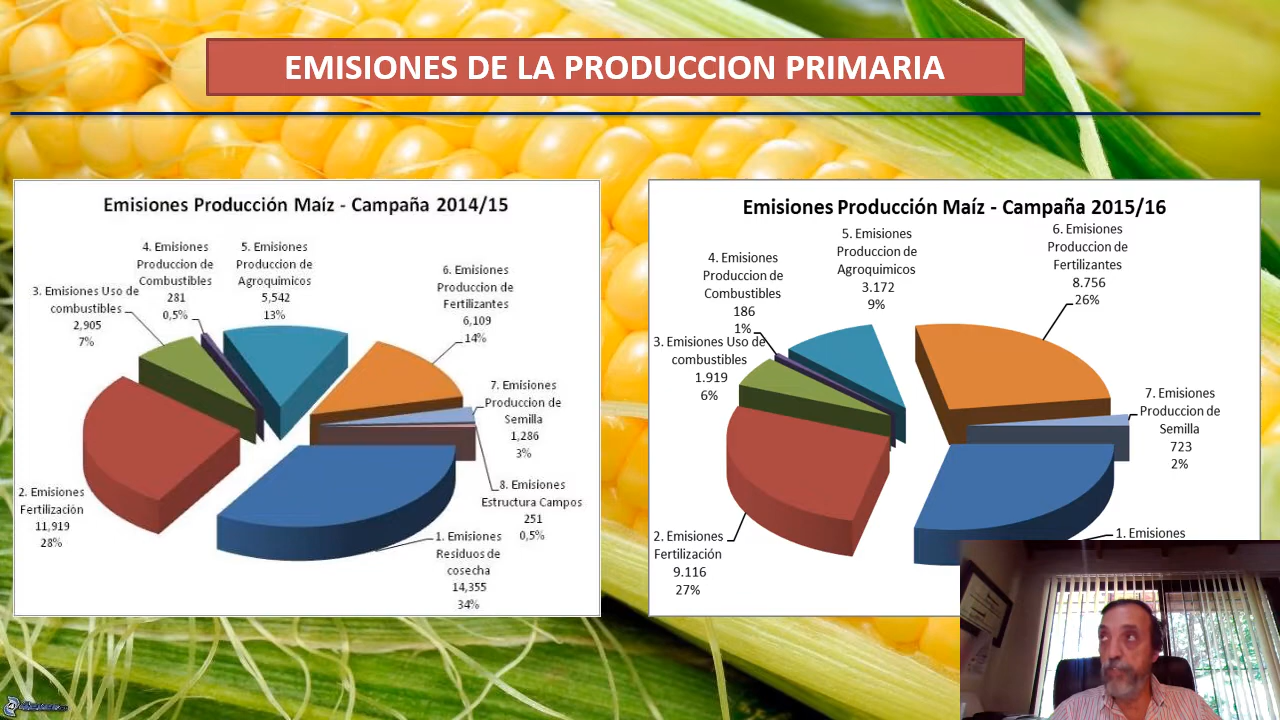 EMISIONES DE LA PRODUCCION PRIMARIA
Emisiones Producción Maíz - Campaña 2014/15
4. Emisiones
Produccion de
Combustibles
281
0,5%
5. Emisiones
Produccion de
Agroquimicos
5,542
13%
6. Emisiones
Produccion de
Fertilizantes
6,109
14%
3. Emisiones Uso de
combustibles
2,905
7%
7. Emisiones
Produccion de
Semilla
1,286
3%
8. Emisiones
Estructura Campos
251
0,5%
2. Emisiones
Fertilización
11,919
28%
1. Emisiones
Residuos de
cosecha
14,355
34%
Emisiones Producción Maíz - Campaña 2015/16
4. Emisiones
Produccion de
Combustibles
186
1%
5. Emisiones
Produccion de
Agroquimicos
3.172
9%
6. Emisiones
Produccion de
Fertilizantes
8.756
26%
3. Emisiones Uso de
combustibles
1.919
6%
7. Emisiones
Produccion de
Semilla
723
2%
2. Emisiones
Fertilización
9.116
27%
1. Emisiones